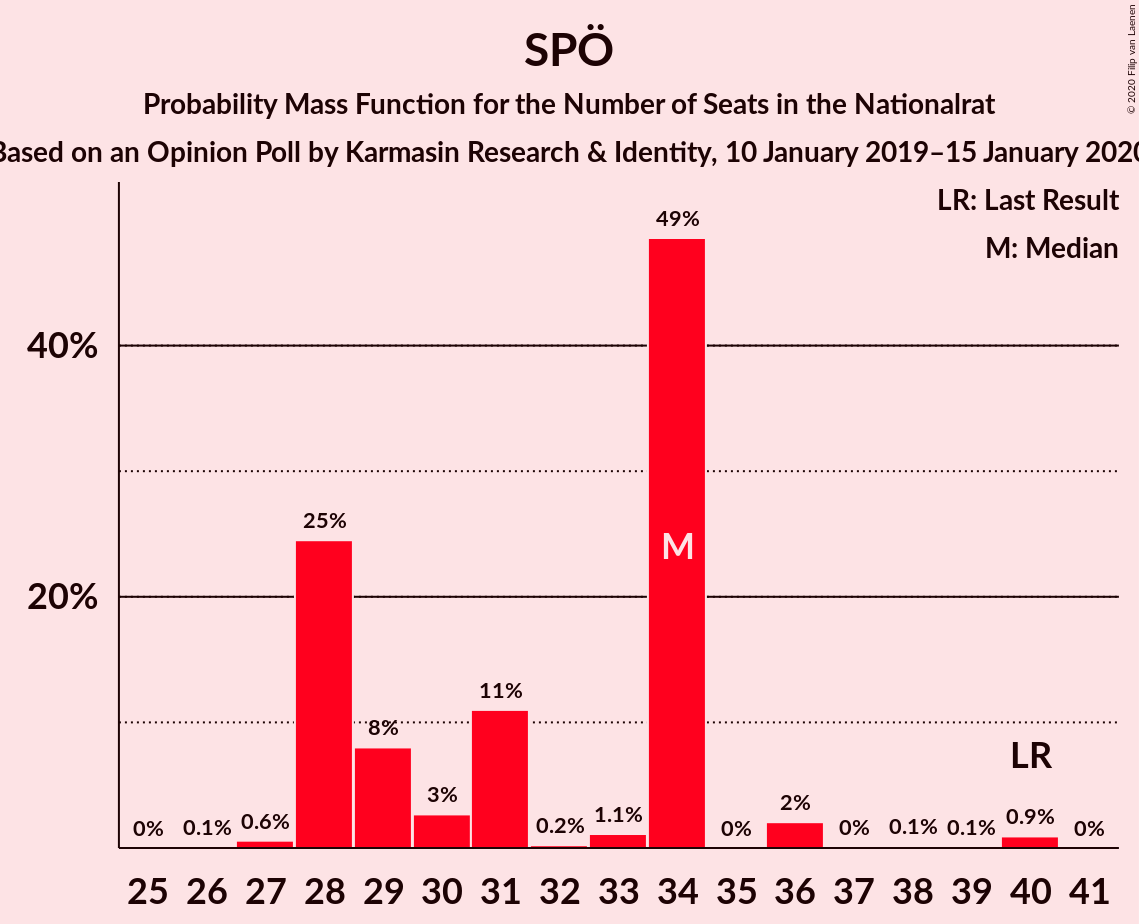 SPÖ
Probability Mass Function for the Number of Seats in the Nationalrat
Based on an Opinion Poll by Karmasin Research & Identity, 10 January 2019–15 January 2020
© 2020 Filip van Laenen
LR: Last Result
M: Median
49%
40%
M
25%
20%
11%
8%
LR
3%
2%
0% 0.1% 0.6% 0.2% 1.1% 0% 0% 0.1% 0.1% 0.9% 0%
25 26 27 28 29 30 31 32 33 34 35 36 37 38 39 40 41